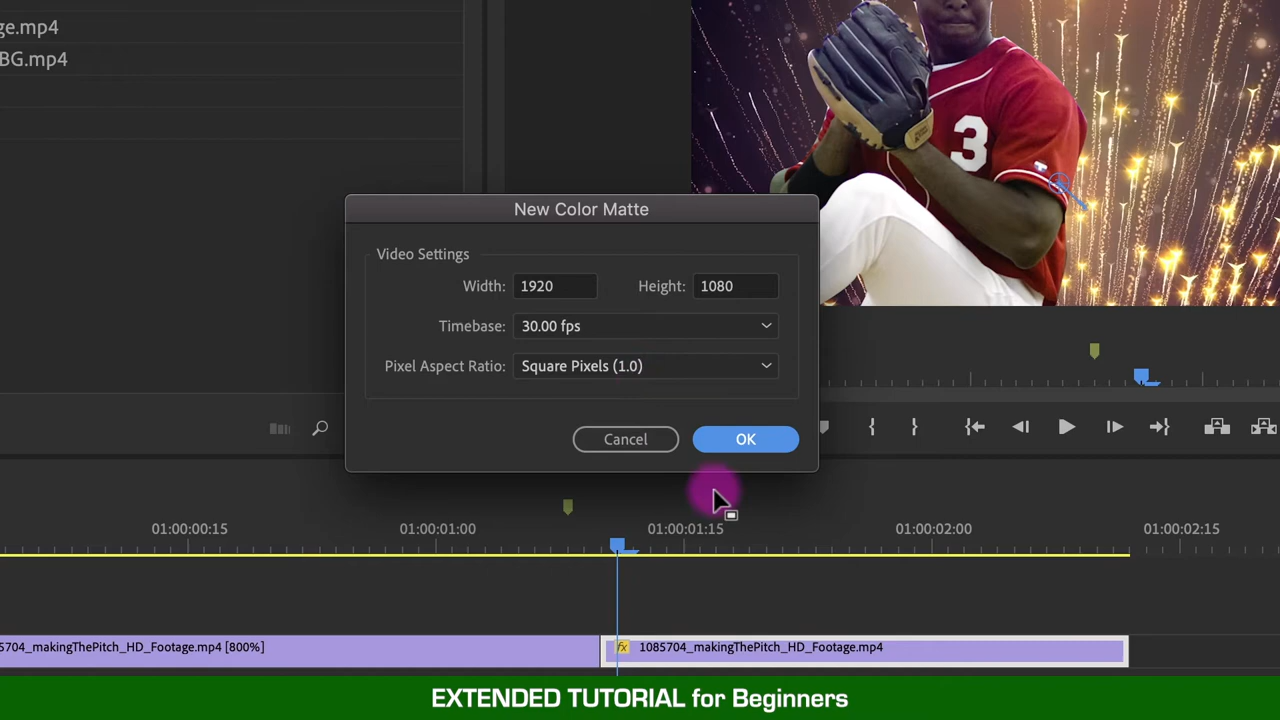 ge.mp4
BG.mp4
3
New Color Matte
Video Settings
Width: 1920 Height: 1080
Timebase: 30.00 fps
Pixel Aspect Ratio: Square Pixels (1.0)
Cancel OK
01:00:00:15 01:00:01:00 01:00:01:15 01:00:02:00 01:00:02:15
5704_makingThePitch_HD_Footage.mp4 [800%] fx 1085704_makingThePitch_HD_Footage.mp4
EXTENDED TUTORIAL for Beginners